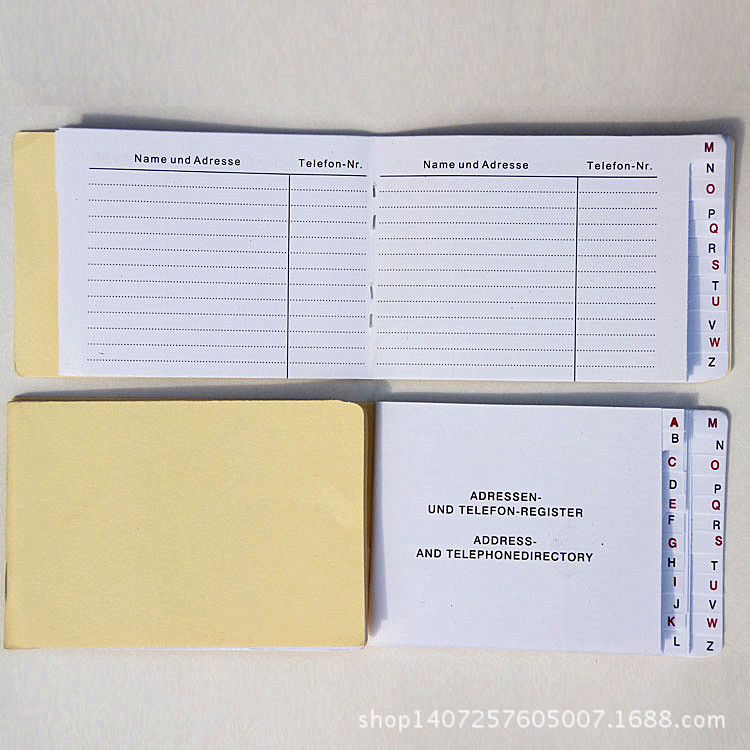 Name und Adresse Telefon-Nr. Name und Adresse Telefon-Nr.
M
N
O
P
Q
R
S
T
U
V
W
Z
ADRESSEN-
UND TELEFON-REGISTER
ADDRESS-
AND TELEPHONEDIRECTORY
A
B
C
D
E
F
G
H
I
J
K
L
M
N
O
P
Q
R
S
T
U
V
W
Z
shop1407257605007.1688.com